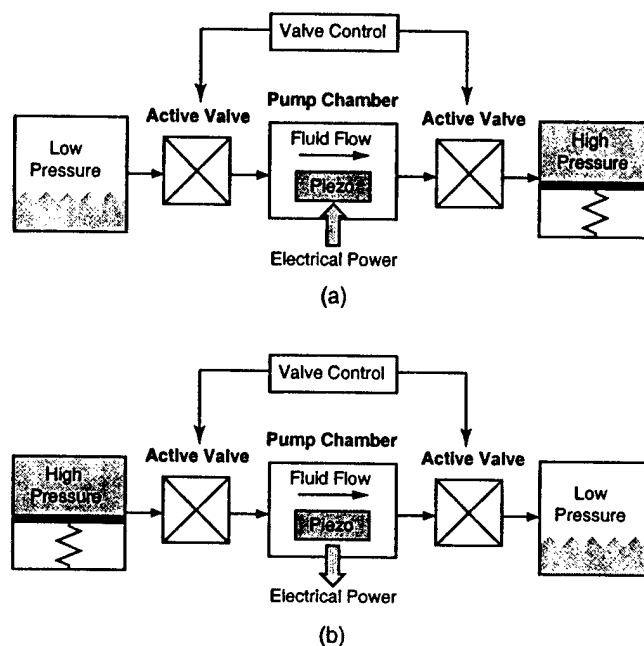 Valve Control
Pump Chamber
Active Valve
Active Valve
Low
Pressure
Fluid Flow
Piezo
High
Pressure
Electrical Power
(a)
Valve Control
Pump Chamber
Active Valve
Active Valve
High
Pressure
Fluid Flow
Piezo
Low
Pressure
Electrical Power
(b)